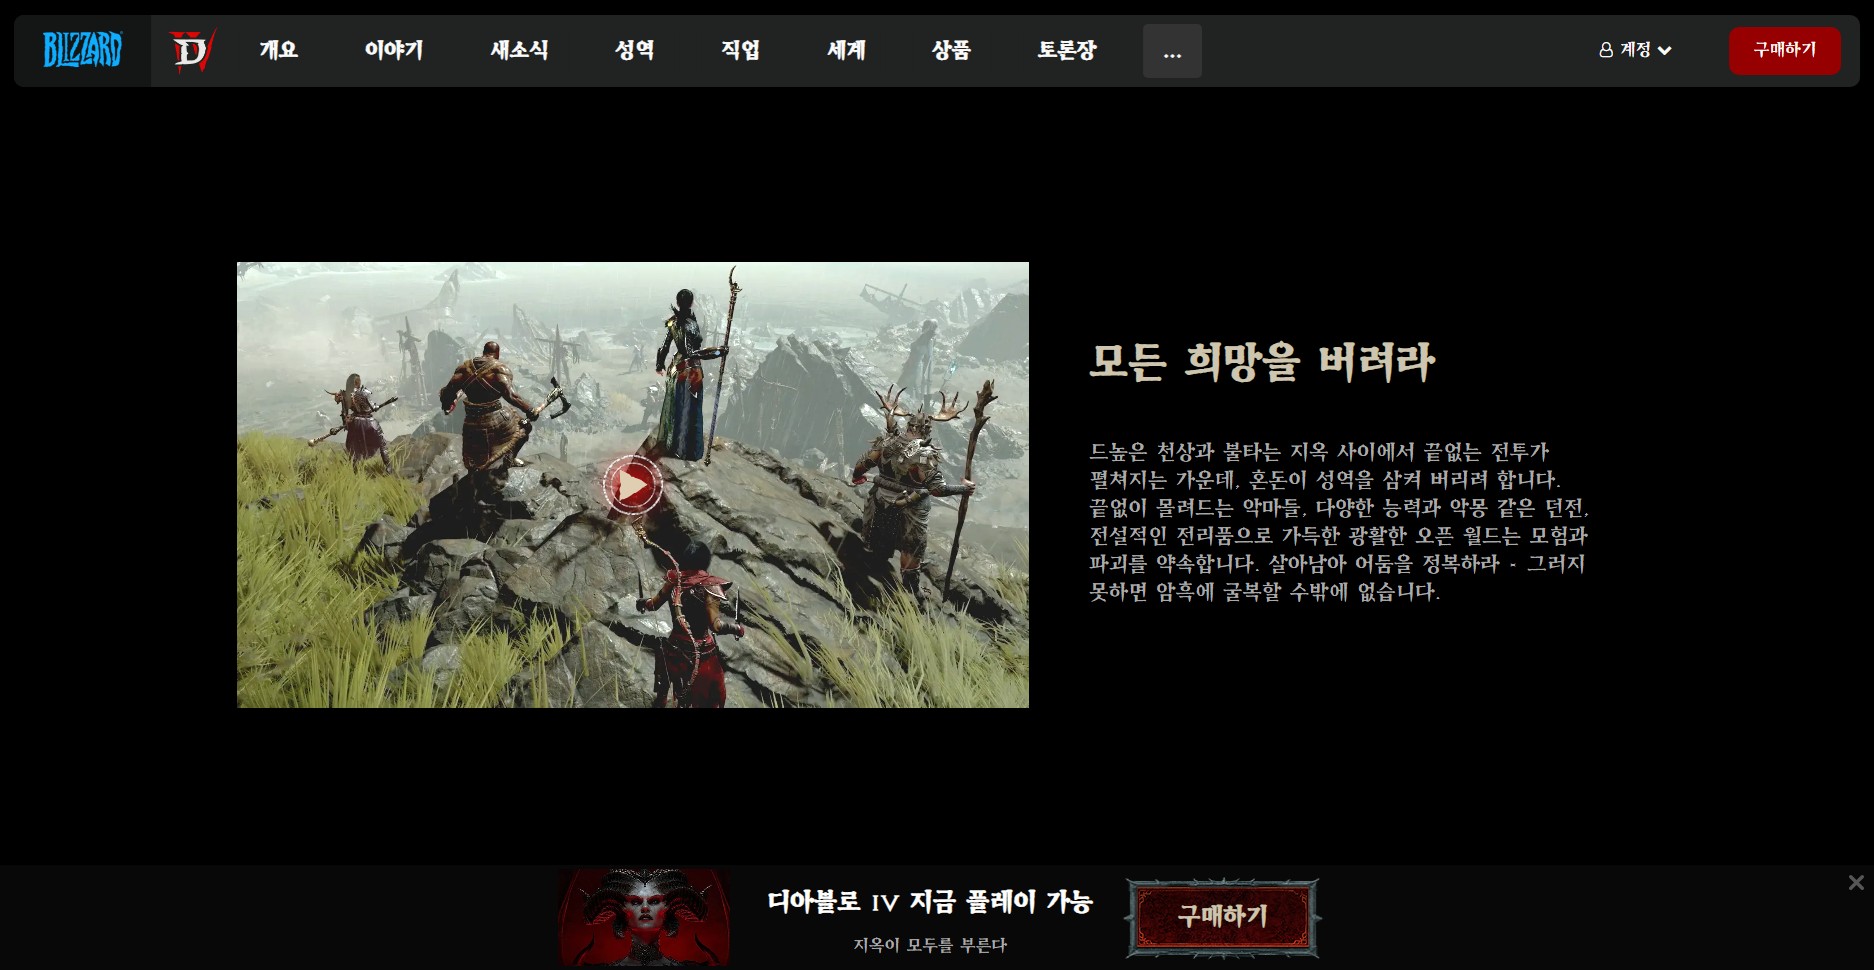 BLIZZARD
개요 이야기 새소식 성역 직업 세계 상품 토론장 ... 계정 구매하기
모든 희망을 버려라
드높은 천상과 불타는 지옥 사이에서 끝없는 전투가
펼쳐지는 가운데, 혼돈이 성역을 삼켜 버리려 합니다.
끝없이 몰려드는 악마들, 다양한 능력과 악몽 같은 던전,
전설적인 전리품으로 가득한 광활한 오픈 월드는 모험과
파괴를 약속합니다. 살아남아 어둠을 정복하라 - 그러지
못하면 암흑에 굴복할 수밖에 없습니다.
디아블로 IV 지금 플레이 가능
지옥이 모두를 부른다
구매하기